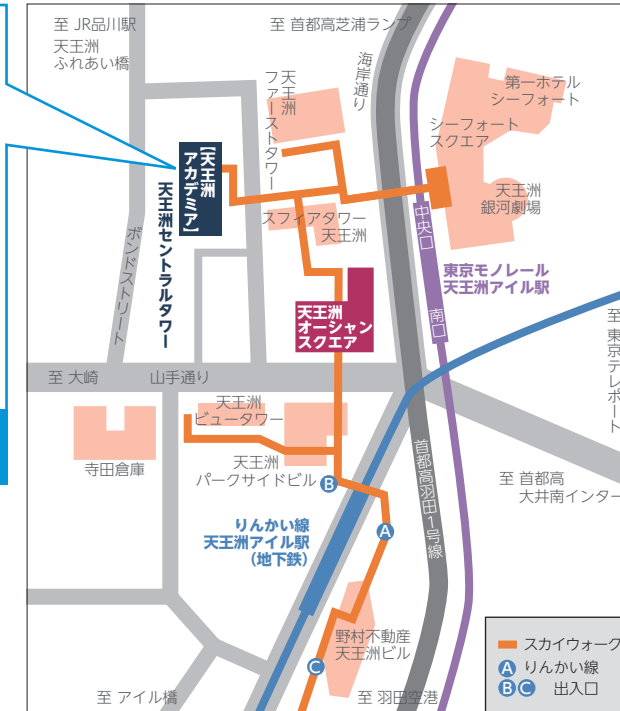 至 JR品川駅
天王洲
ふれあい橋
至 首都高芝浦ランプ
海岸通り
天王洲
ファーストタワー
第一ホテル
シーフォート
シーフォート
スクエア
天王洲
銀河劇場
【天王洲
アカデミア】
天王洲セントラルタワー
スフィアタワー
天王洲
中央口
東京モノレール
天王洲アイル駅
南口
ボンドストリート
天王洲
オーシャン
スクエア
至 東京テレポート
至 大崎
山手通り
天王洲
ビュータワー
寺田倉庫
天王洲
パークサイドビル
B
首都高羽田1号線
至 首都高
大井南インター
りんかい線
天王洲アイル駅
(地下鉄)
A
野村不動産
天王洲ビル
C
至 アイル橋
至 羽田空港
スカイウォーク
A りんかい線
B C 出入口